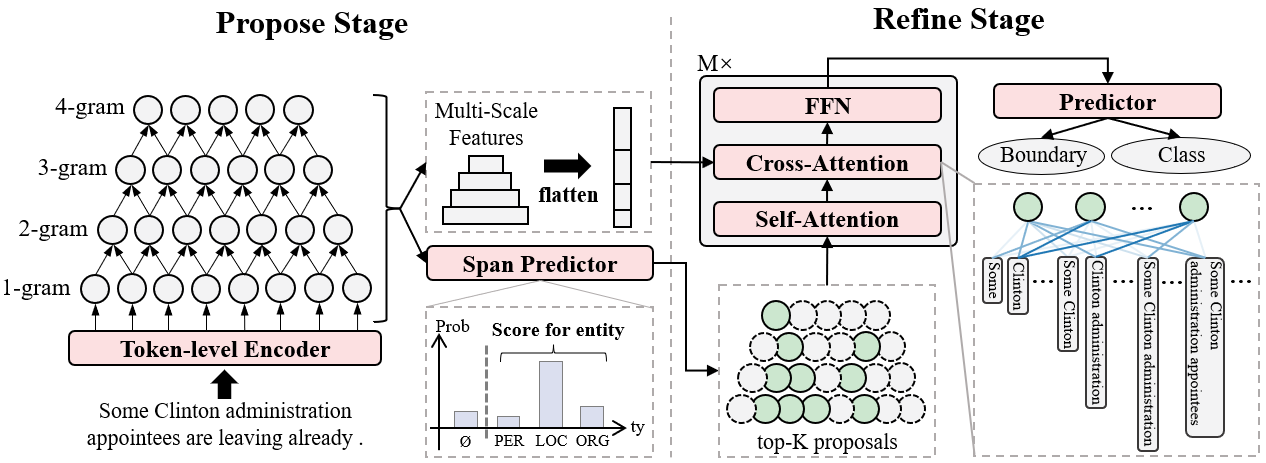 Propose Stage
Refine Stage
4-gram
3-gram
2-gram
1-gram
Token-level Encoder
Some Clinton administration
appointees are leaving already .
Multi-Scale
Features
flatten
Span Predictor
Prob
Score for entity
Ø
PER
LOC
ORG
ty
M×
FFN
Cross-Attention
Self-Attention
top-K proposals
Predictor
Boundary
Class
...
Some
Clinton
...
Some Clinton
Clinton administration
...
Some Clinton administration
...
Some Clinton
administration appointees
...